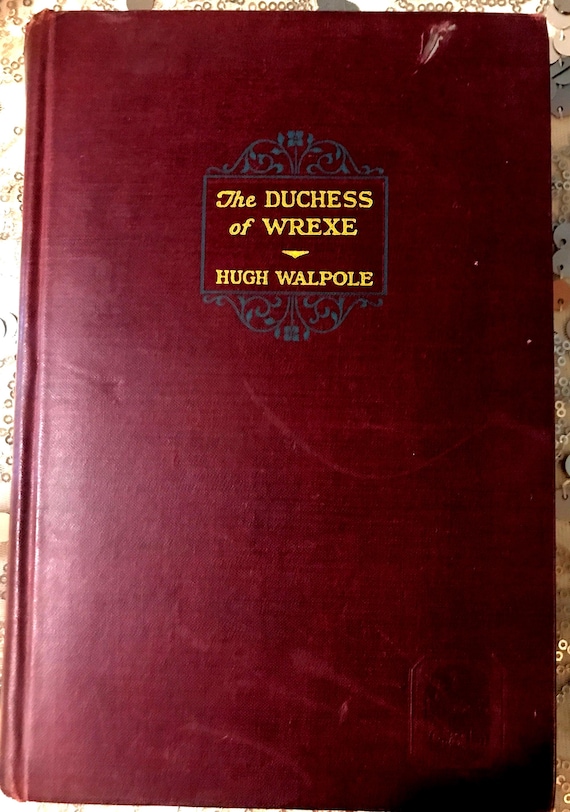 The DUCHESS
of WREXE
HUGH WALPOLE